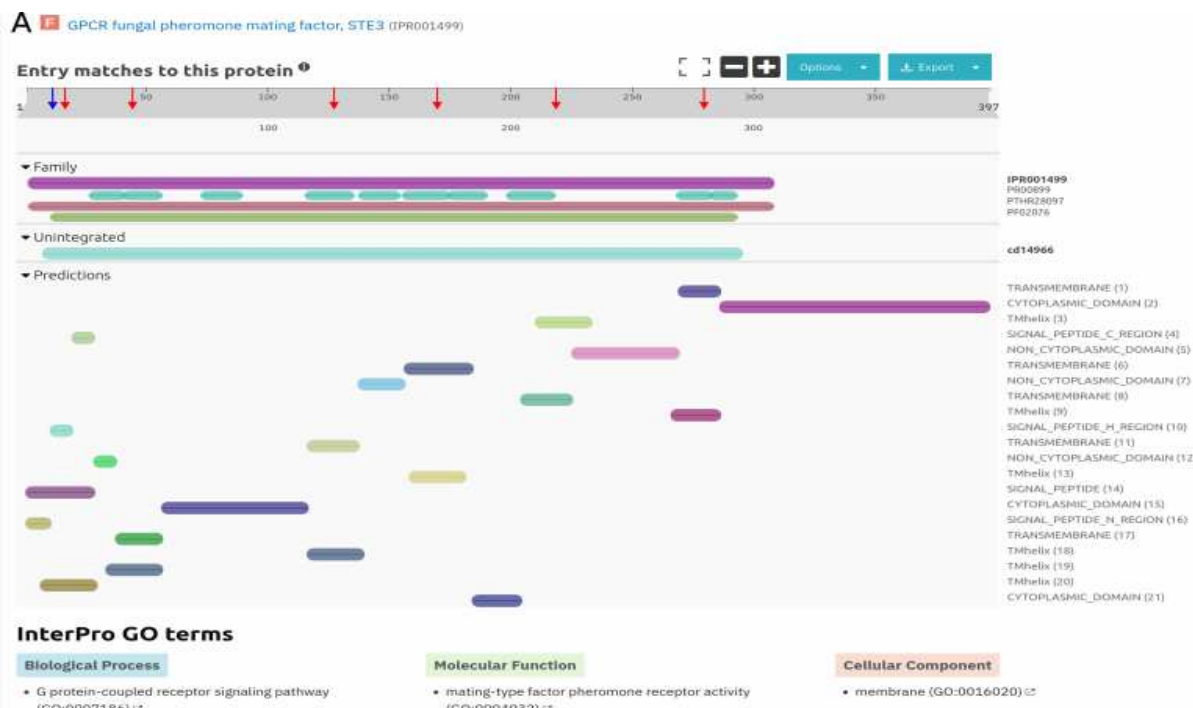 A F GPCR fungal pheromone mating factor, STE3 (IPR001499)
Entry matches to this protein
Options Export
1 50 100 150 200 250 300 350 397
100 200 300
Family
IPR001499
PR00899
PTHR28097
PF02076
Unintegrated
cd14966
Predictions
TRANSMEMBRANE (1)
CYTOPLASMIC_DOMAIN (2)
TMhelix (3)
SIGNAL_PEPTIDE_C_REGION (4)
NON_CYTOPLASMIC_DOMAIN (5)
TRANSMEMBRANE (6)
NON_CYTOPLASMIC_DOMAIN (7)
TRANSMEMBRANE (8)
TMhelix (9)
SIGNAL_PEPTIDE_H_REGION (10)
TRANSMEMBRANE (11)
NON_CYTOPLASMIC_DOMAIN (12
TMhelix (13)
SIGNAL_PEPTIDE (14)
CYTOPLASMIC_DOMAIN (15)
SIGNAL_PEPTIDE_N_REGION (16)
TRANSMEMBRANE (17)
TMhelix (18)
TMhelix (19)
TMhelix (20)
CYTOPLASMIC_DOMAIN (21)
InterPro GO terms
Biological Process Molecular Function Cellular Component
• G protein-coupled receptor signaling pathway • mating-type factor pheromone receptor activity • membrane (GO:0016020)